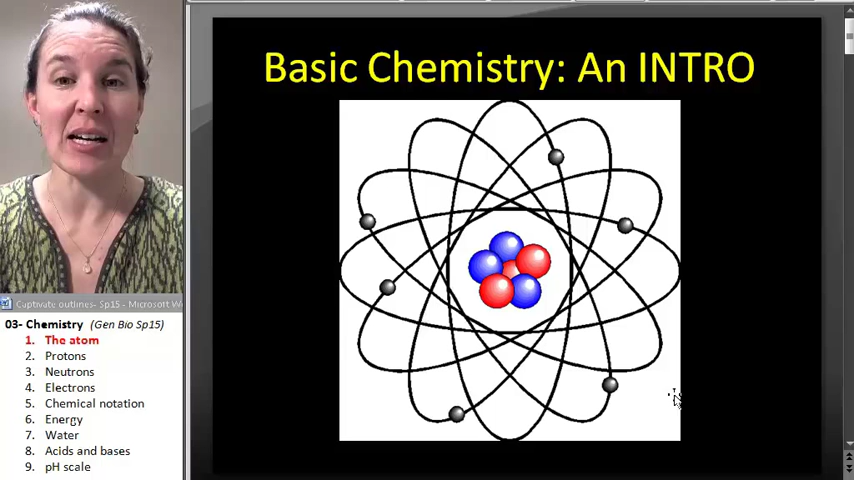 Basic Chemistry: An INTRO
Captivate outlines- Sp15 - Microsoft W
03- Chemistry (Gen Bio Sp15)
1. The atom
2. Protons
3. Neutrons
4. Electrons
5. Chemical notation
6. Energy
7. Water
8. Acids and bases
9. pH scale